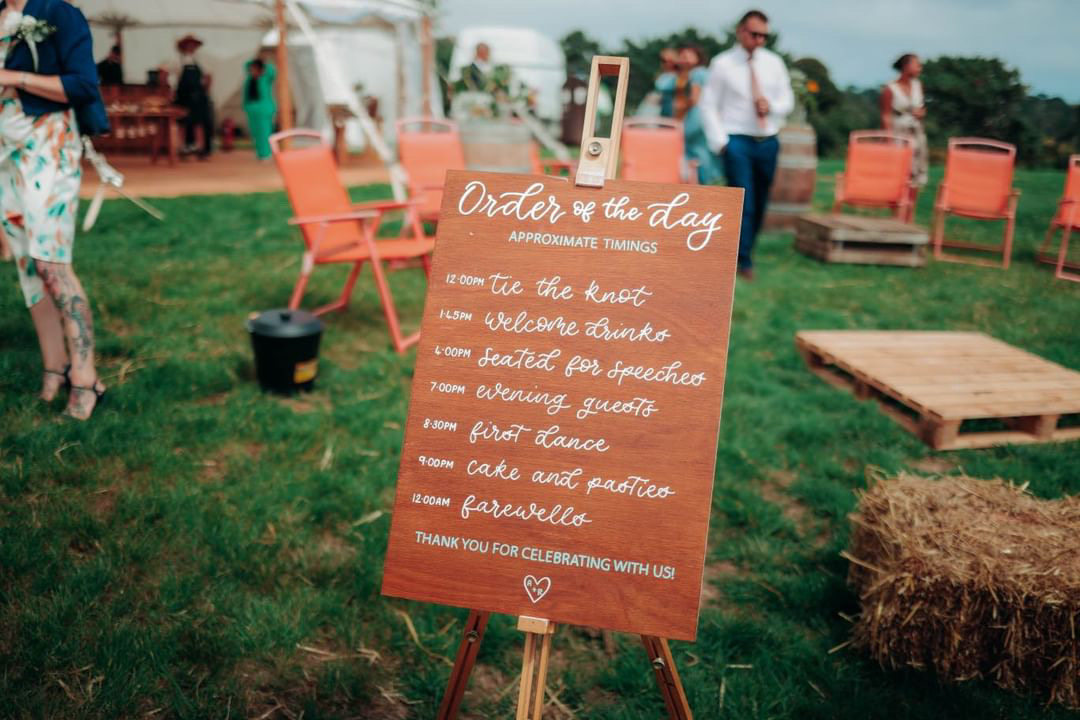 Order of the day
APPROXIMATE TIMINGS
12:00PM tie the knot
1:45PM welcome drinks
4:00PM seated for speeches
7:00PM evening guests
8:30PM first dance
9:00PM cake and pasties
12:00AM farewells
THANK YOU FOR CELEBRATING WITH US!
A+R